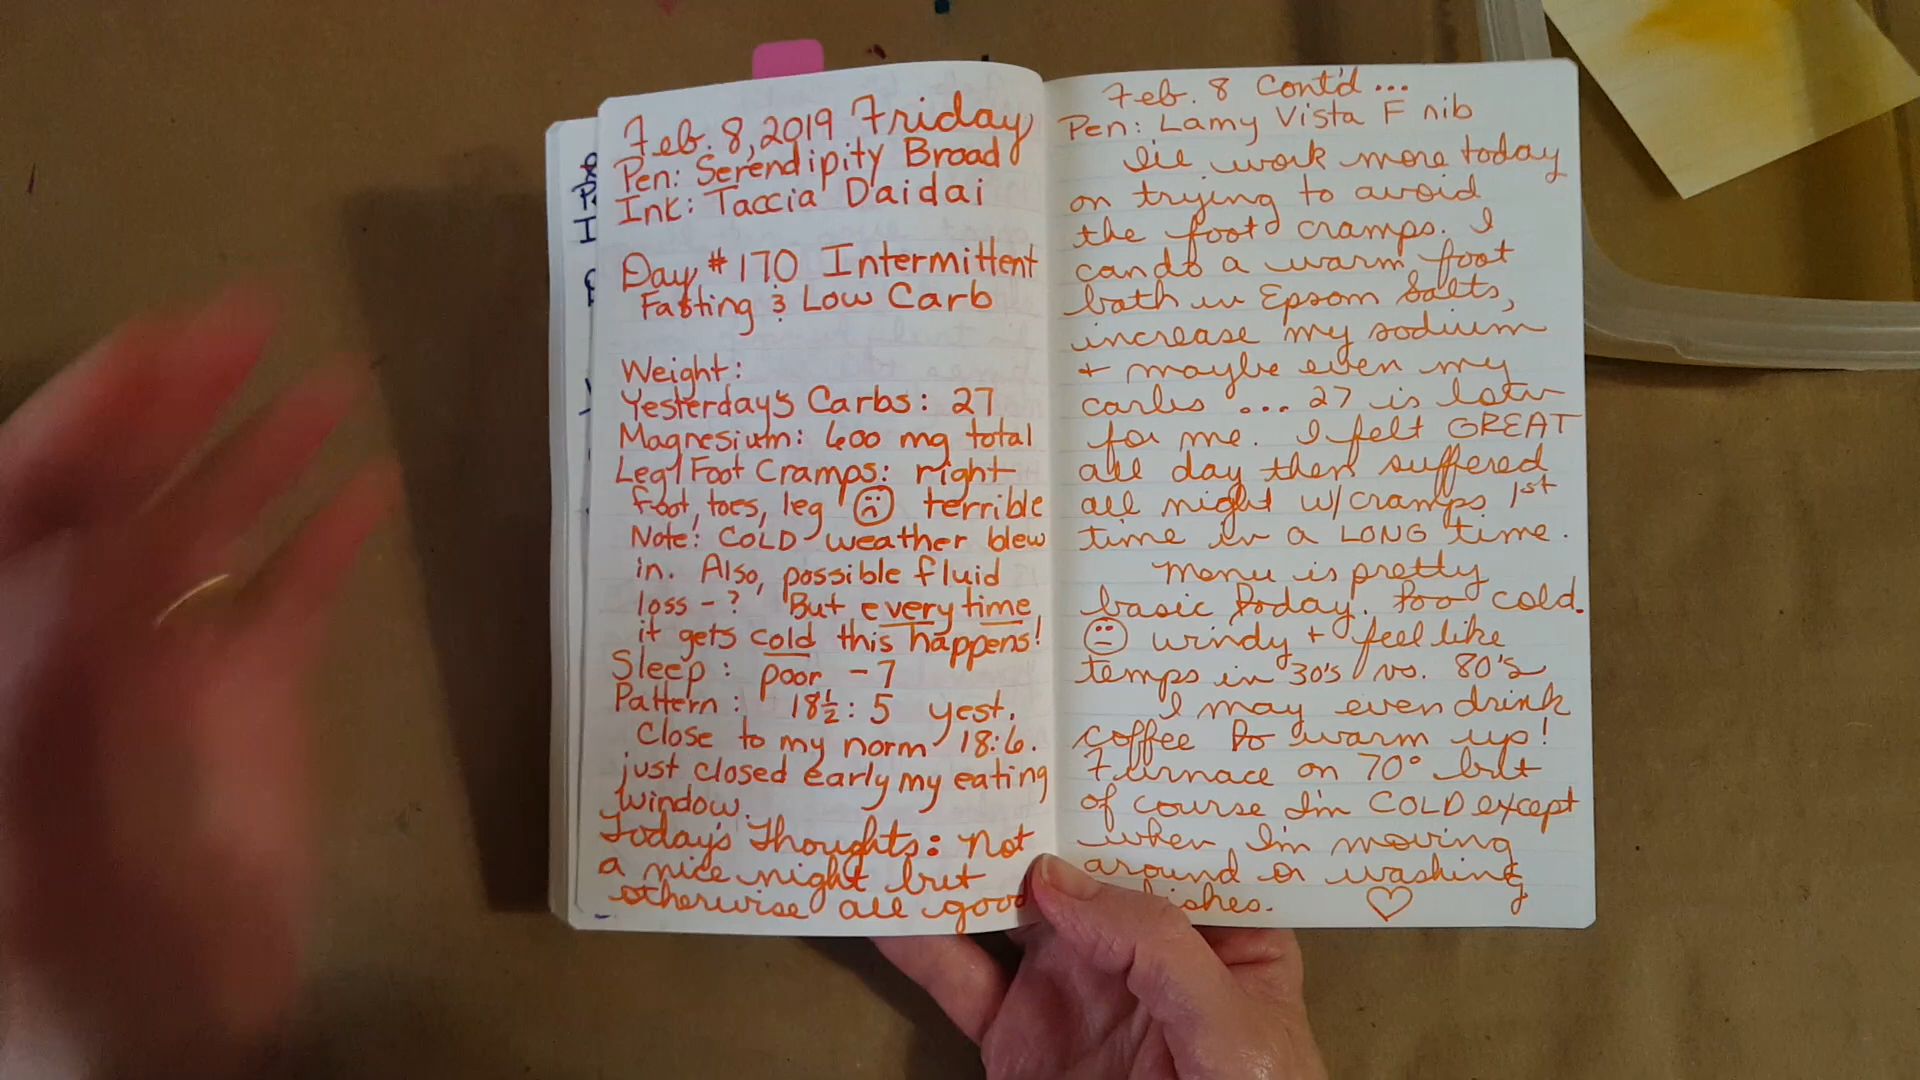 Feb. 8, 2019 Friday
Pen: Serendipity Broad
Ink: Taccia Daidai
Day #170 Intermittent
Fasting & Low Carb
Weight:
Yesterday's Carbs: 27
Magnesium: 600 mg total
Leg/Foot Cramps: right
foot, toes, leg ☹ terrible
Note: COLD weather blew
in. Also, possible fluid
loss - ? But every time
it gets cold this happens!
Sleep: poor - 7
Pattern: 18½ : 5 yest.
Close to my norm 18:6.
just closed early my eating
window.
Today's Thoughts: Not
a nice night but
otherwise all good
Feb. 8 Cont'd...
Pen: Lamy Vista F nib
I'll work more today
on trying to avoid
the foot cramps. I
can do a warm foot
bath in Epsom Salts,
increase my sodium
+ maybe even my
carbs ... 27 is low
for me. I felt GREAT
all day then suffered
all night w/cramps 1st
time in a LONG time.
Menu is pretty
basic today. Too cold.
☹ windy + feel like
temps in 30's vs. 80's
I may even drink
coffee to warm up!
Furnace on 70° but
of course I'm COLD except
when I'm moving
around or washing
ishes. ♡